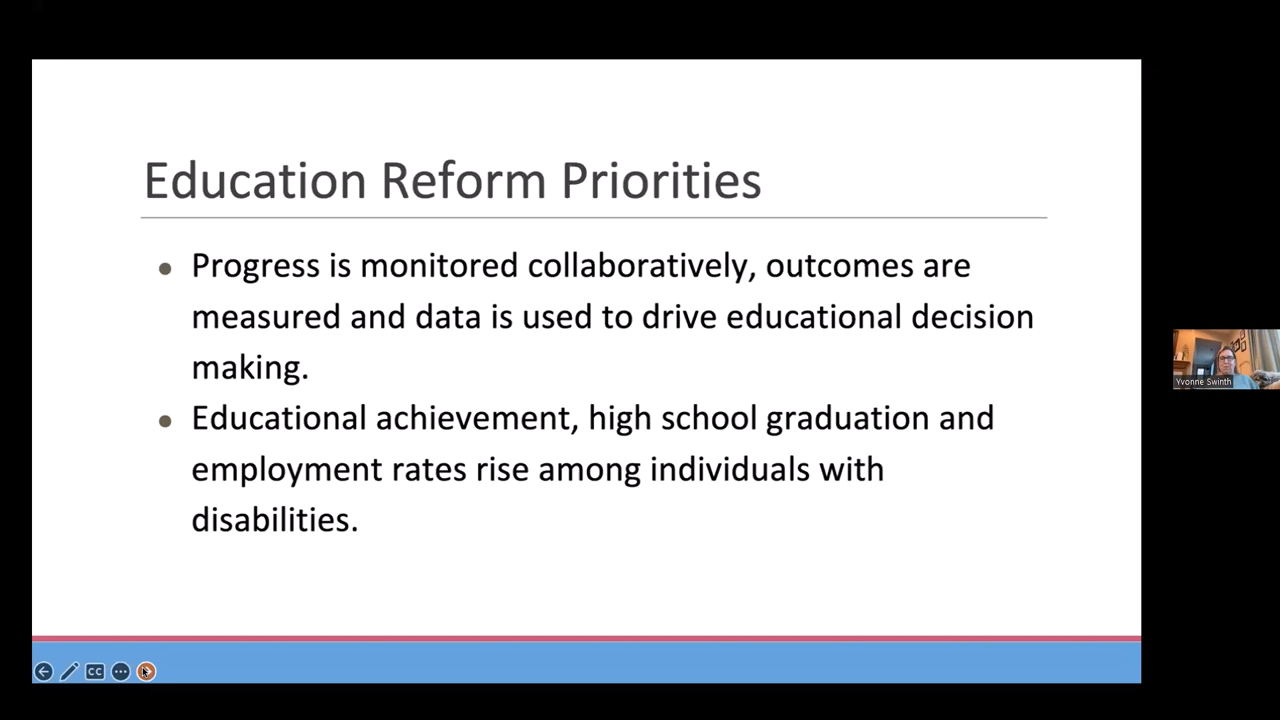 Education Reform Priorities
● Progress is monitored collaboratively, outcomes are
measured and data is used to drive educational decision
making.
● Educational achievement, high school graduation and
employment rates rise among individuals with
disabilities.
Yvonne Swinth
CC